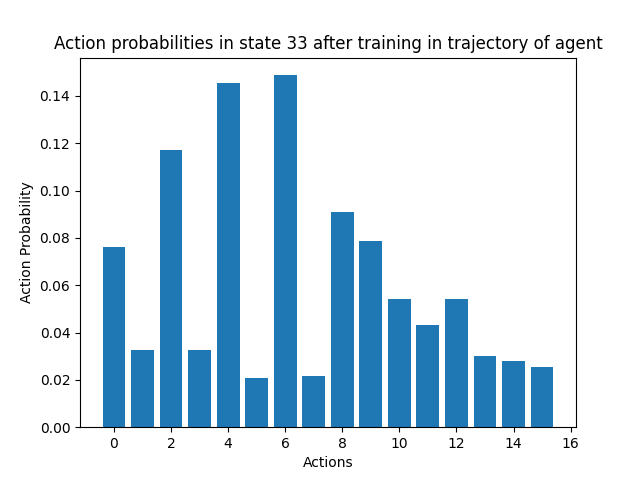 Action probabilities in state 33 after training in trajectory of agent
Action Probability
0.14
0.12
0.10
0.08
0.06
0.04
0.02
0.00
0 2 4 6 8 10 12 14 16
Actions